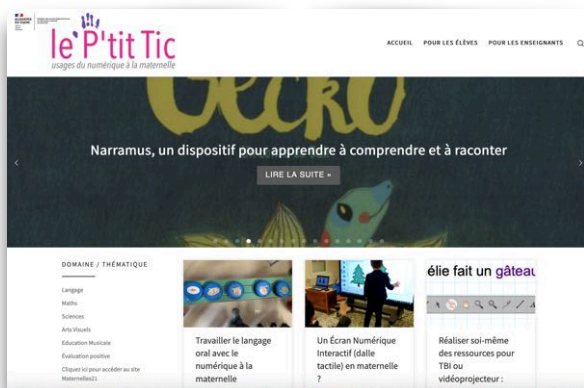 le P'tit Tic
usages du numérique à la maternelle
ACCUEIL POUR LES ÉLÈVES POUR LES ENSEIGNANTS
Gecko
Narramus, un dispositif pour apprendre à comprendre et à raconter
LIRE LA SUITE »
DOMAINE / THÉMATIQUE
Langage
Maths
Sciences
Arts Visuels
Education Musicale
Évaluation positive
Cliquez ici pour accéder au site
Maternelles21
Travailler le langage
oral avec le
numérique à la
maternelle
Un Écran Numérique
Interactif (dalle
tactile) en maternelle
?
élie fait un gâteau
Réaliser soi-même
des ressources pour
TBI ou
vidéoprojecteur :